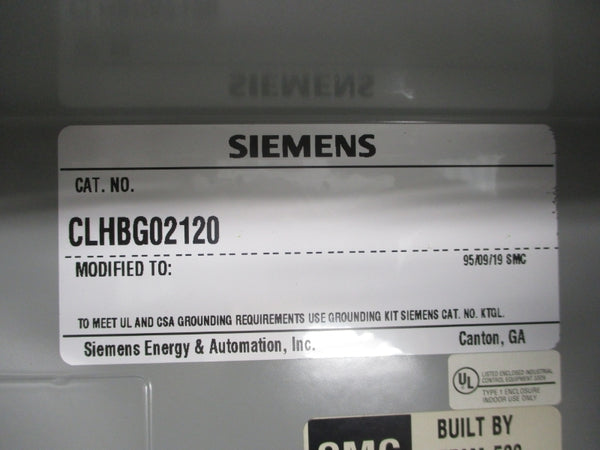 SIEMENS
CAT. NO.
CLHBG02120
MODIFIED TO:
95/09/19 SMC
TO MEET UL AND CSA GROUNDING REQUIREMENTS USE GROUNDING KIT SIEMENS CAT. NO. KTGL.
Siemens Energy & Automation, Inc.
Canton, GA
UL
LISTED ENCLOSED INDUSTRIAL
CONTROL EQUIPMENT
TYPE 1 ENCLOSURE
INDOOR USE ONLY
BUILT BY